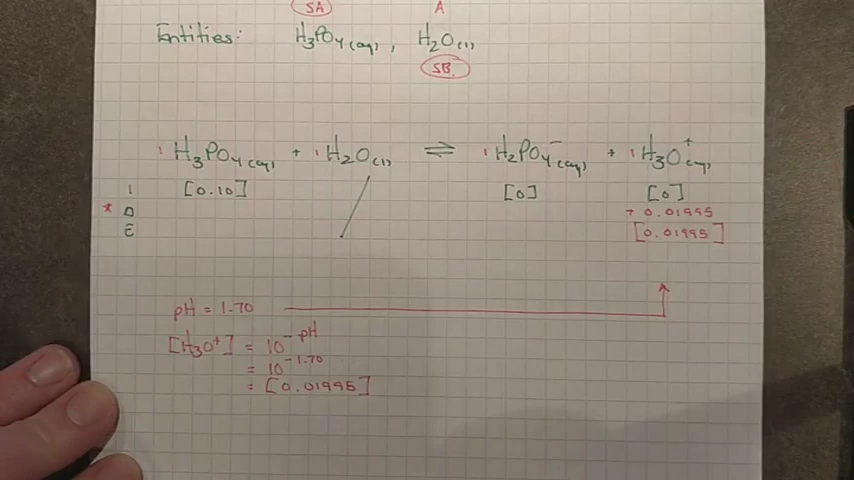 SA A
Entities: H₃PO₄(aq), H₂O(l)
SB
1 H₃PO₄(aq) + 1 H₂O(l) ⇌ 1 H₂PO₄⁻(aq) + 1 H₃O⁺(aq)
I [0.10] [0] [0]
* Δ + 0.01995
E [0.01995]
pH = 1.70
[H₃O⁺] = 10^-pH
= 10^-1.70
= [0.01995]